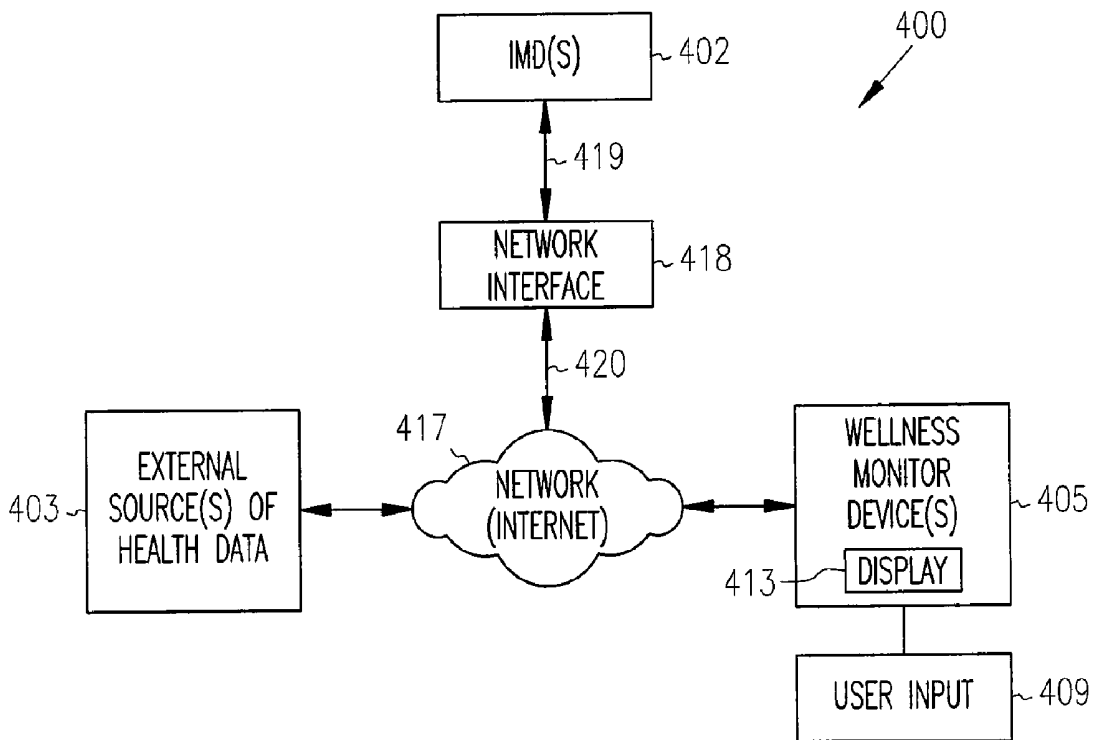 400
IMD(S)
402
419
NETWORK
INTERFACE
418
420
417
NETWORK
(INTERNET)
EXTERNAL
SOURCE(S) OF
HEALTH DATA
403
WELLNESS
MONITOR
DEVICE(S)
405
413
DISPLAY
USER INPUT
409